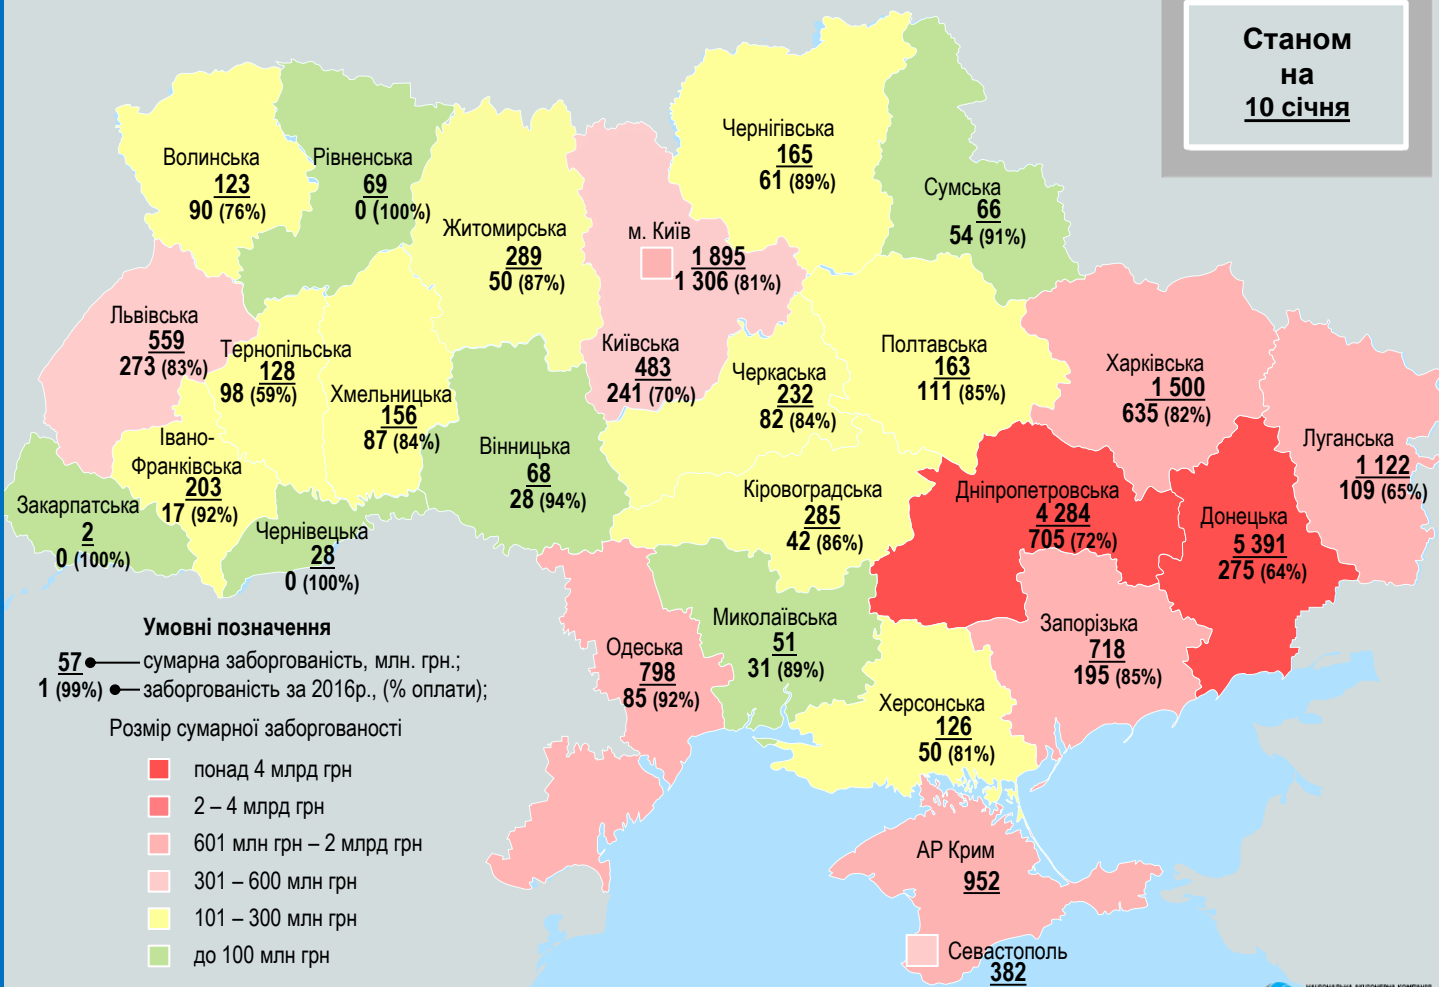 Станом
на
10 січня
Волинська
123
90 (76%)
Рівненська
69
0 (100%)
Житомирська
289
50 (87%)
м. Київ
1 895
1 306 (81%)
Чернігівська
165
61 (89%)
Сумська
66
54 (91%)
Львівська
559
273 (83%)
Тернопільська
128
98 (59%)
Хмельницька
156
87 (84%)
Київська
483
241 (70%)
Черкаська
232
82 (84%)
Полтавська
163
111 (85%)
Харківська
1 500
635 (82%)
Луганська
1 122
109 (65%)
Івано-
Франківська
203
17 (92%)
Закарпатська
2
0 (100%)
Чернівецька
28
0 (100%)
Вінницька
68
28 (94%)
Кіровоградська
285
42 (86%)
Дніпропетровська
4 284
705 (72%)
Донецька
5 391
275 (64%)
Одеська
798
85 (92%)
Миколаївська
51
31 (89%)
Запорізька
718
195 (85%)
Херсонська
126
50 (81%)
АР Крим
952
Севастополь
382
Умовні позначення
57 сумарна заборгованість, млн. грн.;
1 (99%) заборгованість за 2016р., (% оплати);
Розмір сумарної заборгованості
понад 4 млрд грн
2 – 4 млрд грн
601 млн грн – 2 млрд грн
301 – 600 млн грн
101 – 300 млн грн
до 100 млн грн